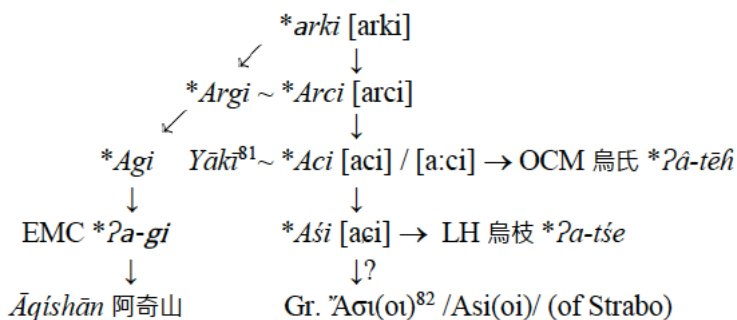 *arki [arki]
↙ ↓
*Argi ~ *Arci [arci]
↙ ↓
*Agi Yākī⁸¹~ *Aci [aci] / [a:ci] → OCM 烏氏 *ʔâ-tēɦ
↓ ↓
EMC *ʔa-gi *Aśi [aɕi] → LH 烏枝 *ʔa-tśe
↓ ↓?
Āqíshān 阿奇山 Gr. Ἄσι(οι)⁸² /Asi(oi)/ (of Strabo)